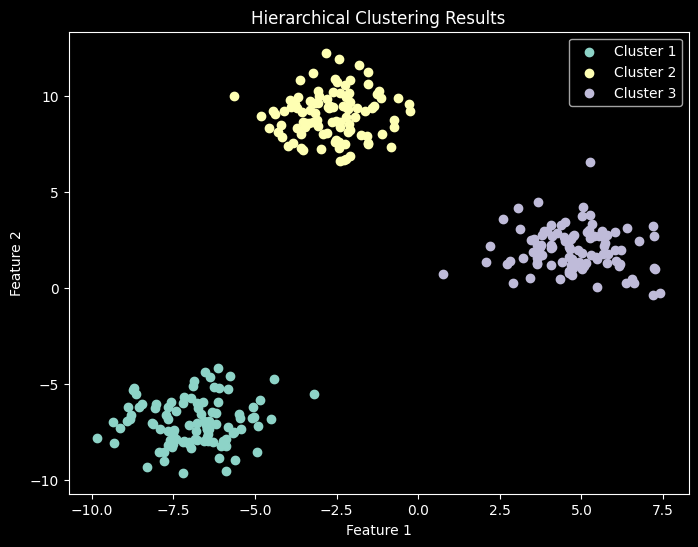 Hierarchical Clustering Results
Cluster 1
Cluster 2
Cluster 3
10
5
0
−5
−10
Feature 2
−10.0 −7.5 −5.0 −2.5 0.0 2.5 5.0 7.5
Feature 1